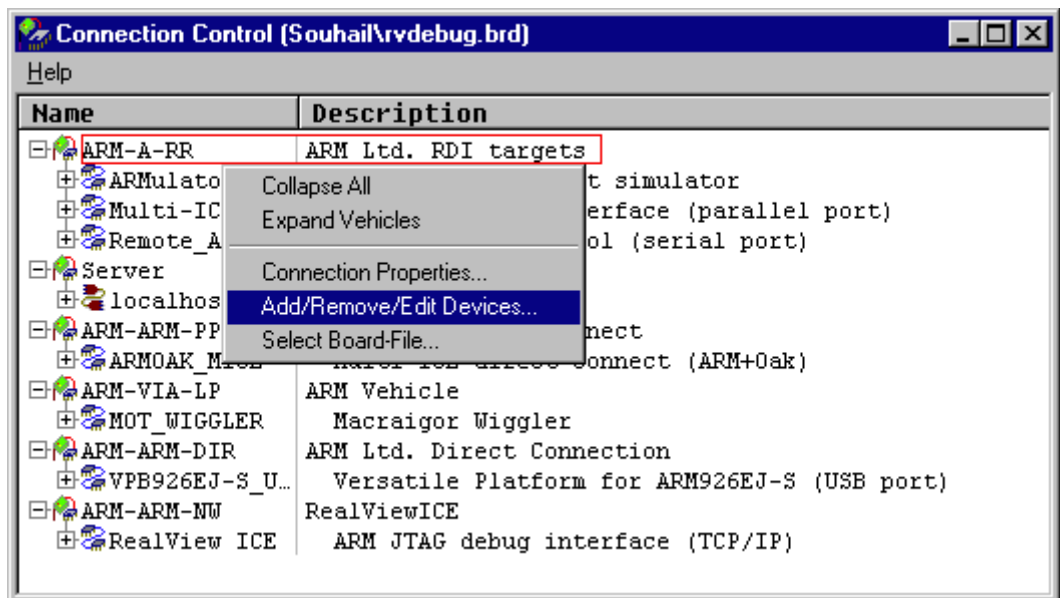 Connection Control (Souhail\rvdebug.brd)
Help
Name Description
ARM-A-RR ARM Ltd. RDI targets
ARMulato t simulator
Multi-IC erface (parallel port)
Remote_A ol (serial port)
Server
localhos
ARM-ARM-PP nect
ARMOAK onnect (ARM+Oak)
Collapse All
Expand Vehicles
Connection Properties...
Add/Remove/Edit Devices...
Select Board-File...
ARM-VIA-LP ARM Vehicle
MOT_WIGGLER Macraigor Wiggler
ARM-ARM-DIR ARM Ltd. Direct Connection
VPB926EJ-S_U… Versatile Platform for ARM926EJ-S (USB port)
ARM-ARM-NW RealViewICE
RealView ICE ARM JTAG debug interface (TCP/IP)